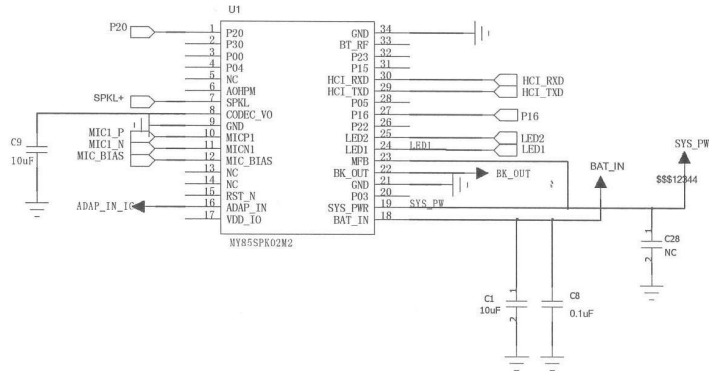 U1
P20
1 P20
2 P30
3 P00
4 P04
5 NC
6 AOHPM
SPKL+
7 SPKL
8 CODEC_VO
9 GND
MIC1_P
10 MICP1
MIC1_N
11 MICN1
MIC_BIAS
12 MIC_BIAS
13 NC
14 NC
15 RST_N
ADAP_IN_IC
16 ADAP_IN
17 VDD_IO
MY85SPK02M2
C9
10uF
34 GND
33 BT_RF
32 P23
31 P15
30 HCI_RXD
HCI_RXD
29 HCI_TXD
HCI_TXD
28 P05
27 P16
P16
26 P22
25 LED2
LED2
24 LED1
LED1
LED1
23 MFB
22 BK_OUT
BK_OUT
21 GND
20 P03
19 SYS_PWR
SYS_PW
18 BAT_IN
BAT_IN
SYS_PW
$$$12344
1
C28
NC
2
C1
10uF
1
2
C8
0.1uF